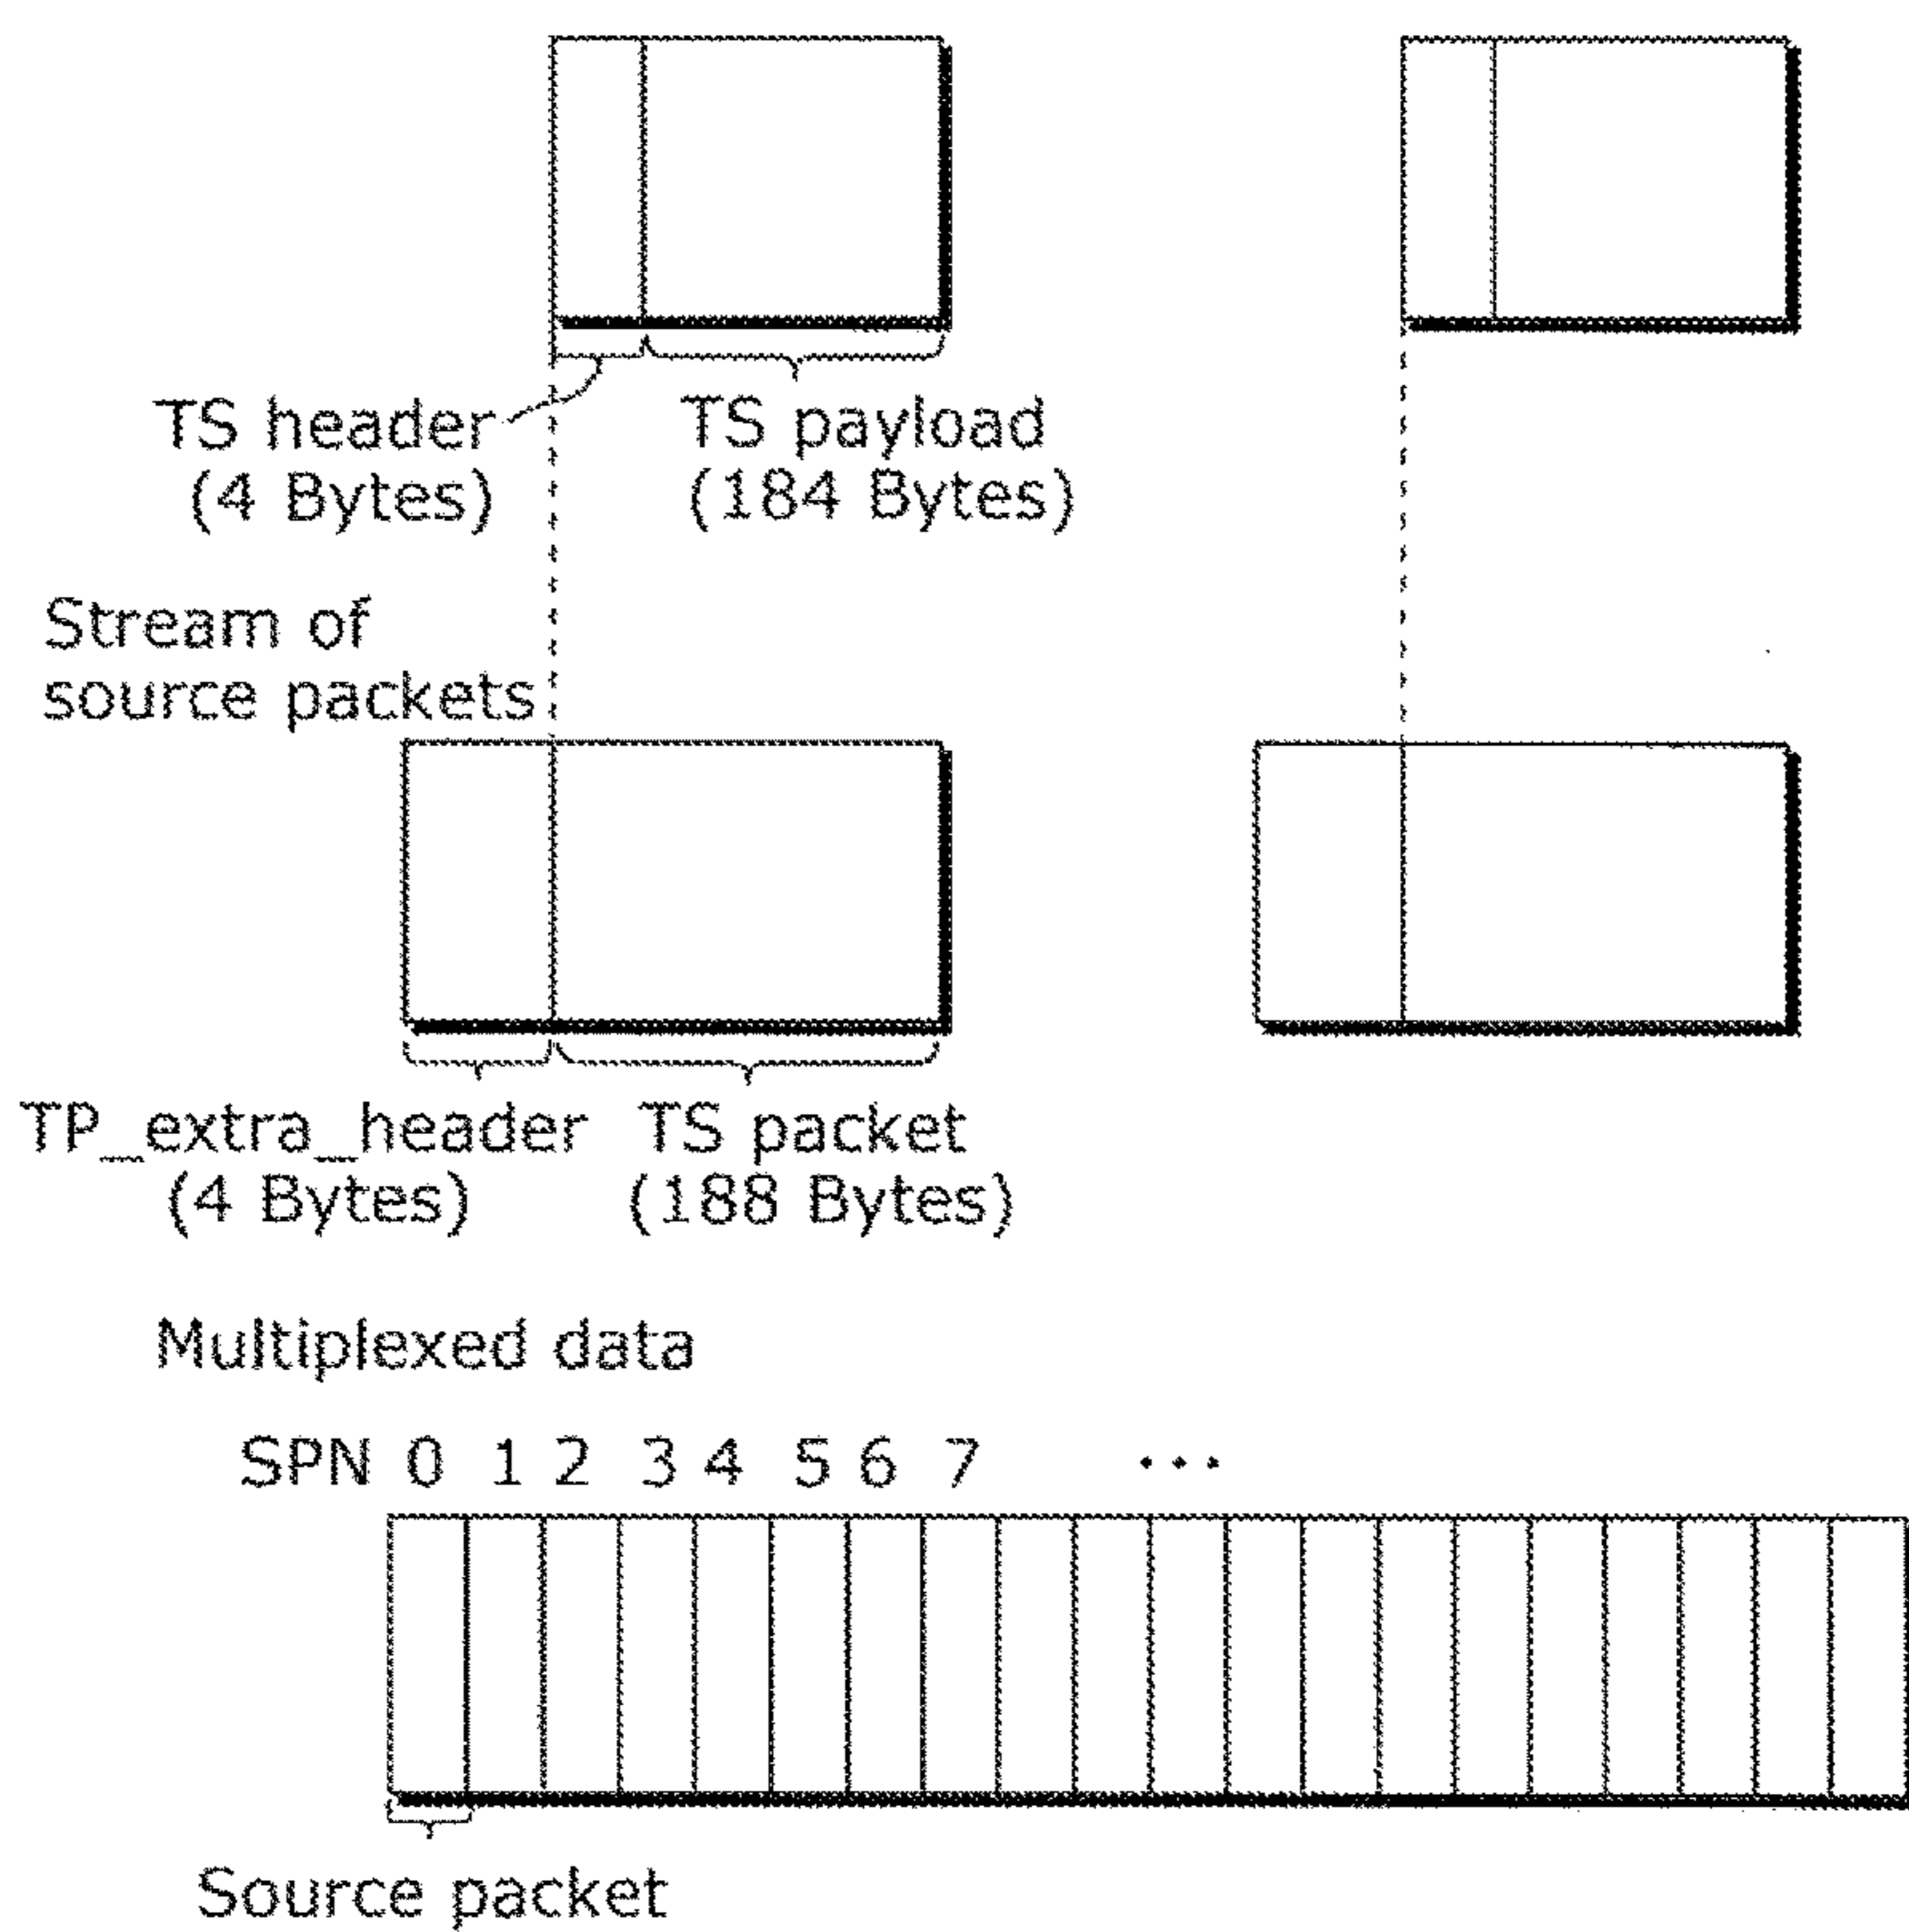 TS header TS payload
(4 Bytes) (184 Bytes)
Stream of
source packets
TP_extra_header TS packet
(4 Bytes) (188 Bytes)
Multiplexed data
SPN 0 1 2 3 4 5 6 7 ...
Source packet